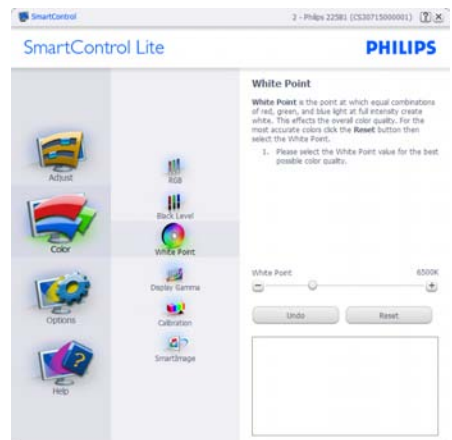 SmartControl
2 - Philips 225B1 (CS30715000001)
SmartControl Lite
PHILIPS
Adjust
Color
Options
Help
RGB
Black Level
White Point
Display Gamma
Calibration
SmartImage
White Point
White Point is the point at which equal combinations
of red, green, and blue light at full intensity create
white. This effects the overall color quality. For the
most accurate colors click the Reset button then
select the White Point.
1. Please select the White Point value for the best
possible color quality.
White Point 6500K
Undo
Reset